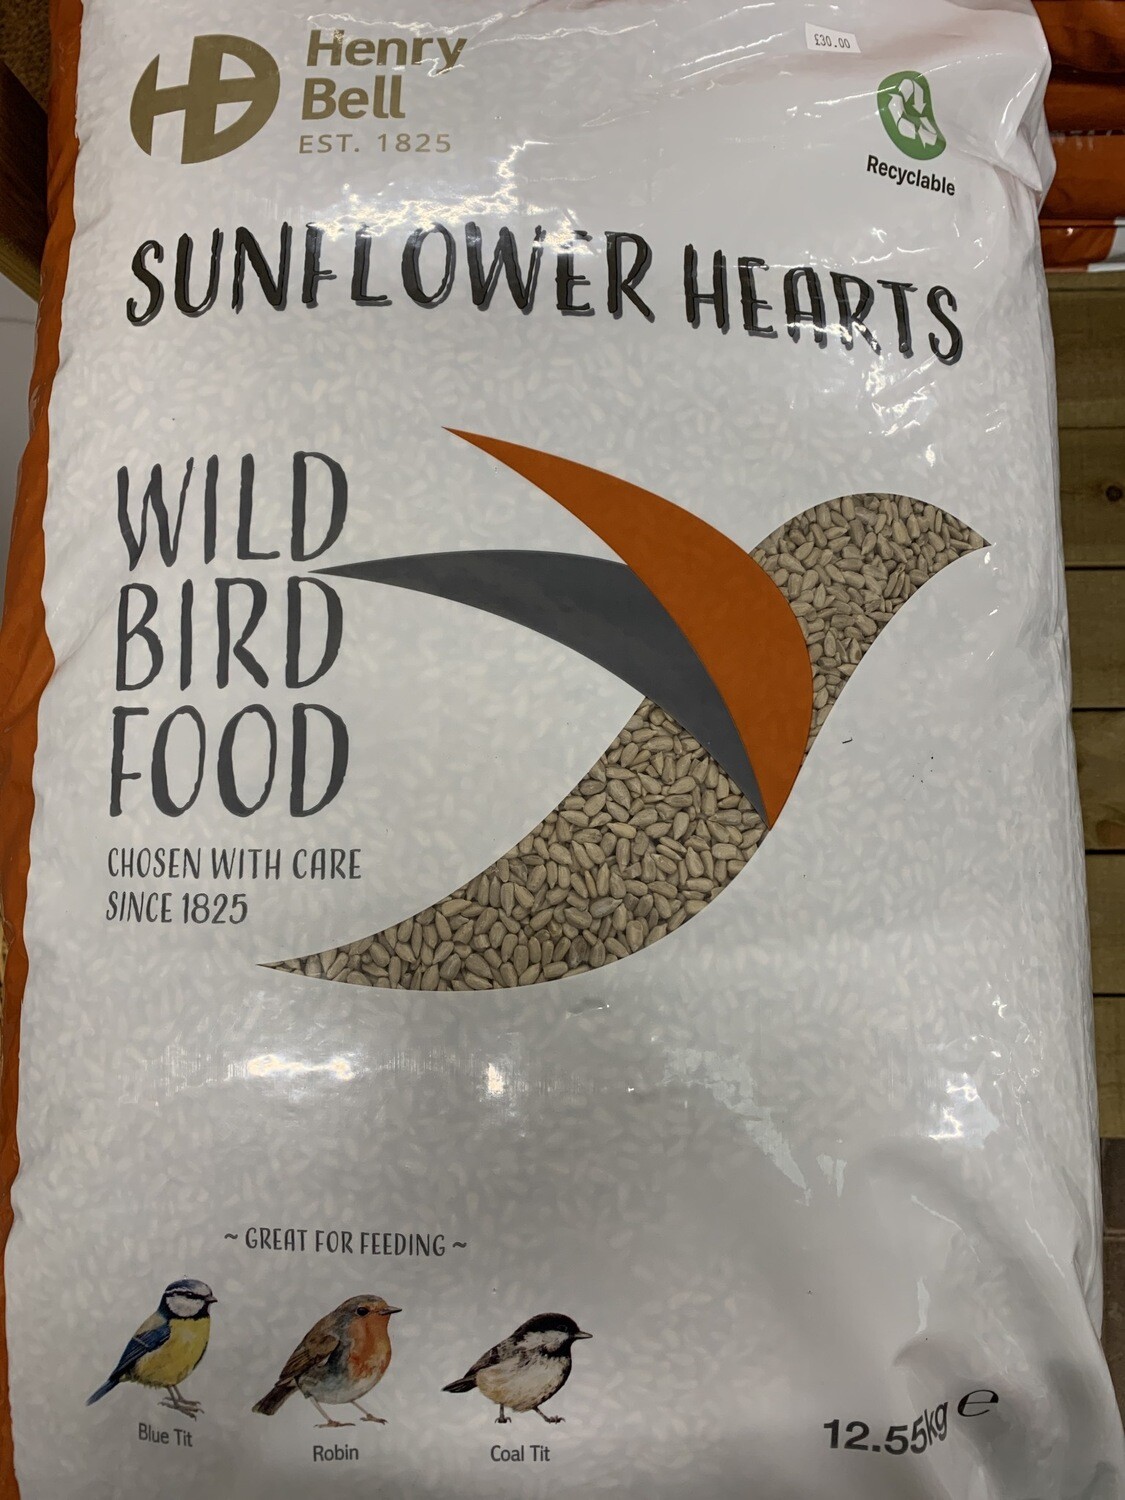 £30.00
Henry
Bell
EST. 1825
Recyclable
SUNFLOWER HEARTS
WILD
BIRD
FOOD
CHOSEN WITH CARE
SINCE 1825
~ GREAT FOR FEEDING ~
Blue Tit
Robin
Coal Tit
12.55kg ℮